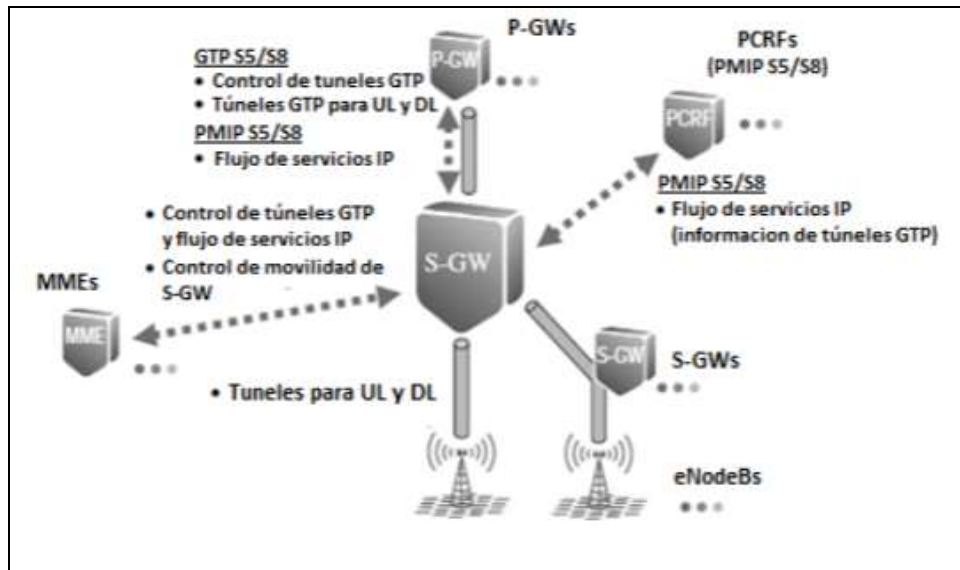 P-GWs
P-GW
GTP S5/S8
• Control de tuneles GTP
• Túneles GTP para UL y DL
PMIP S5/S8
• Flujo de servicios IP
PCRFs
(PMIP S5/S8)
PCRF
PMIP S5/S8
• Flujo de servicios IP
(informacion de túneles GTP)
• Control de túneles GTP
y flujo de servicios IP
• Control de movilidad de
S-GW
S-GW
MMEs
MME
S-GW
S-GWs
• Tuneles para UL y DL
eNodeBs